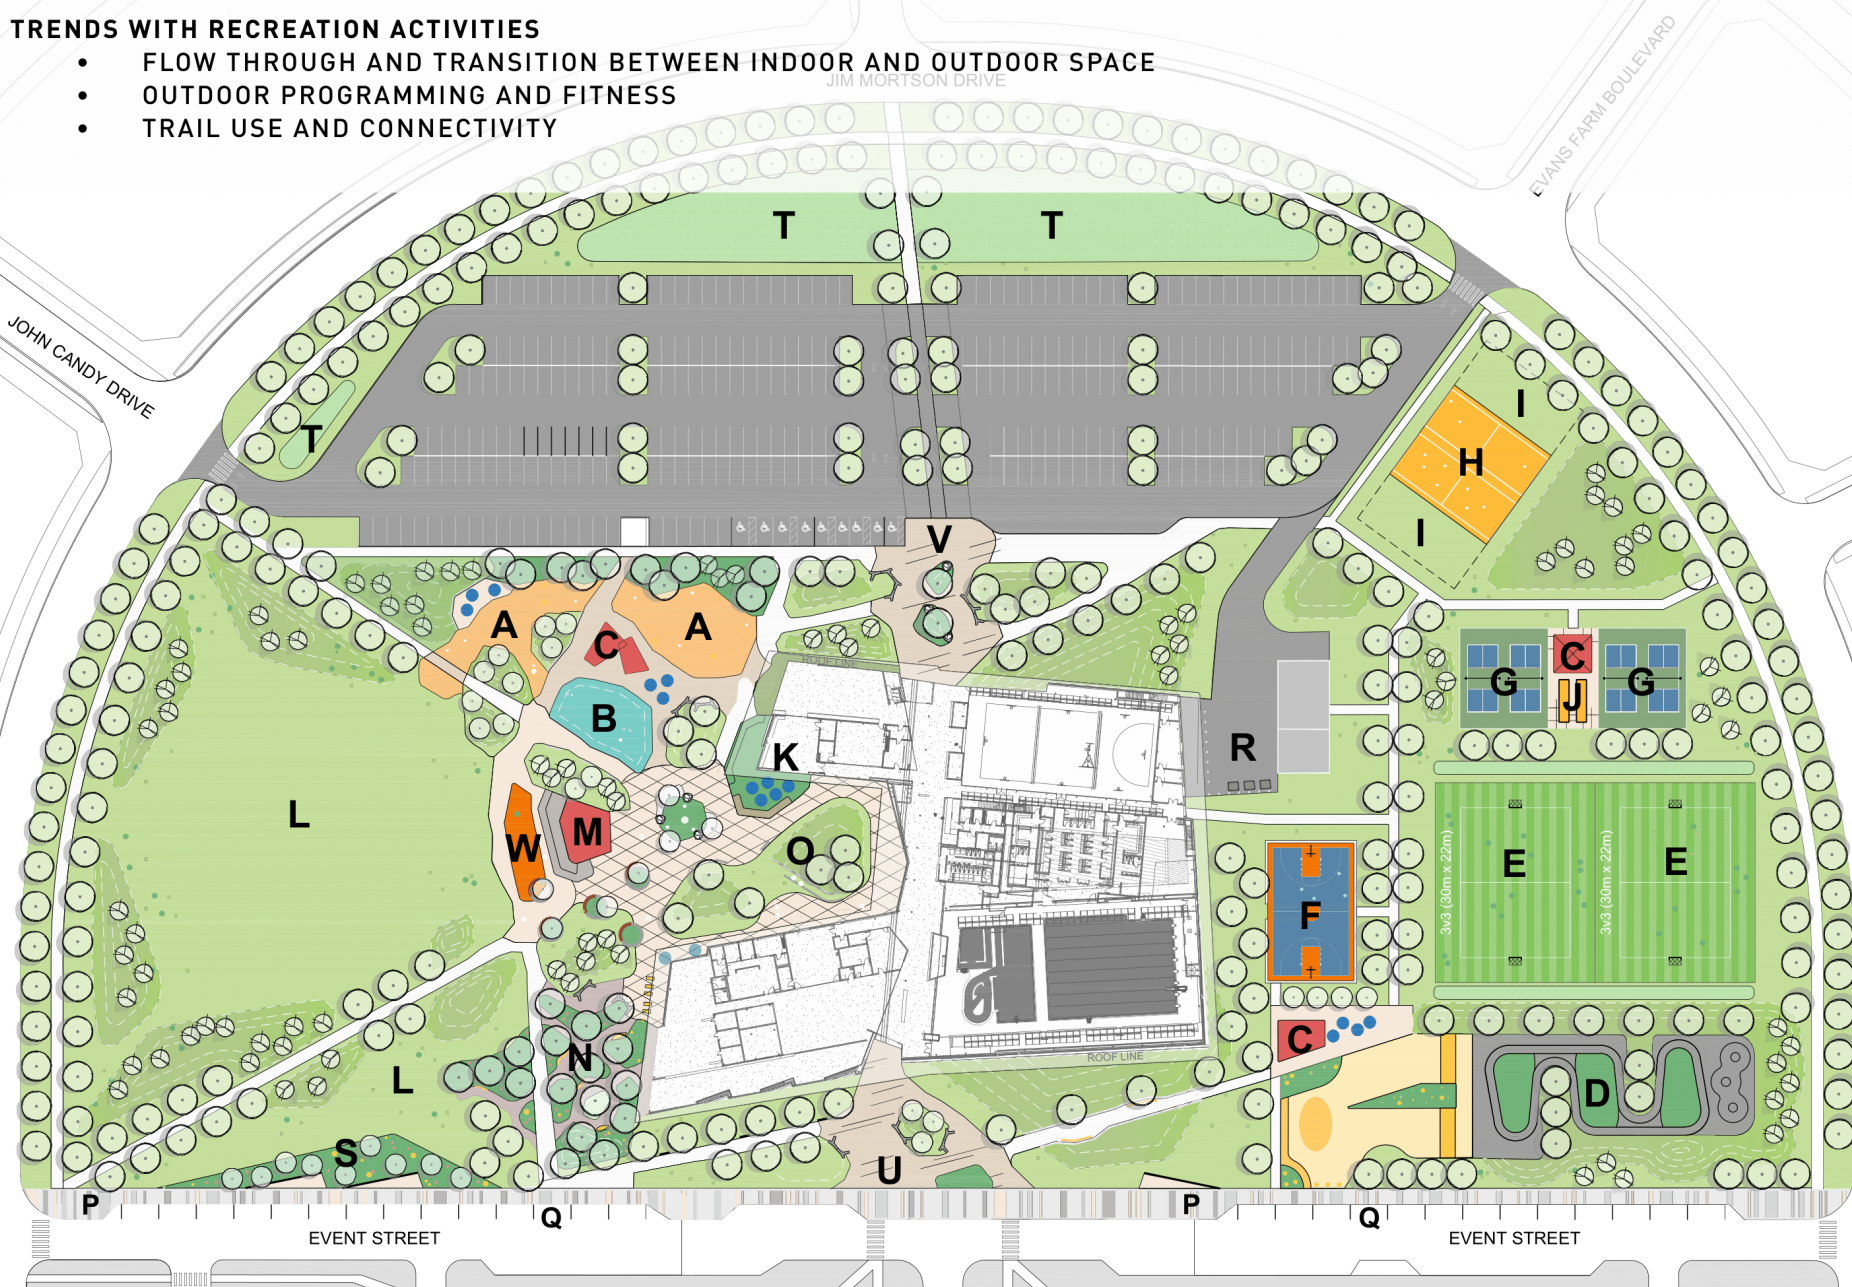 TRENDS WITH RECREATION ACTIVITIES
• FLOW THROUGH AND TRANSITION BETWEEN INDOOR AND OUTDOOR SPACE
• OUTDOOR PROGRAMMING AND FITNESS
• TRAIL USE AND CONNECTIVITY
JIM MORTSON DRIVE
EVANS FARM BOULEVARD
JOHN CANDY DRIVE
T
T
T
I
H
I
V
A
A
C
ROOF LINE
B
C
G
G
J
K
R
L
W
M
O
E
E
3v3 (30m x 22m)
3v3 (30m x 22m)
F
C
N
ROOF LINE
L
D
S
U
P
P
Q
Q
EVENT STREET
EVENT STREET